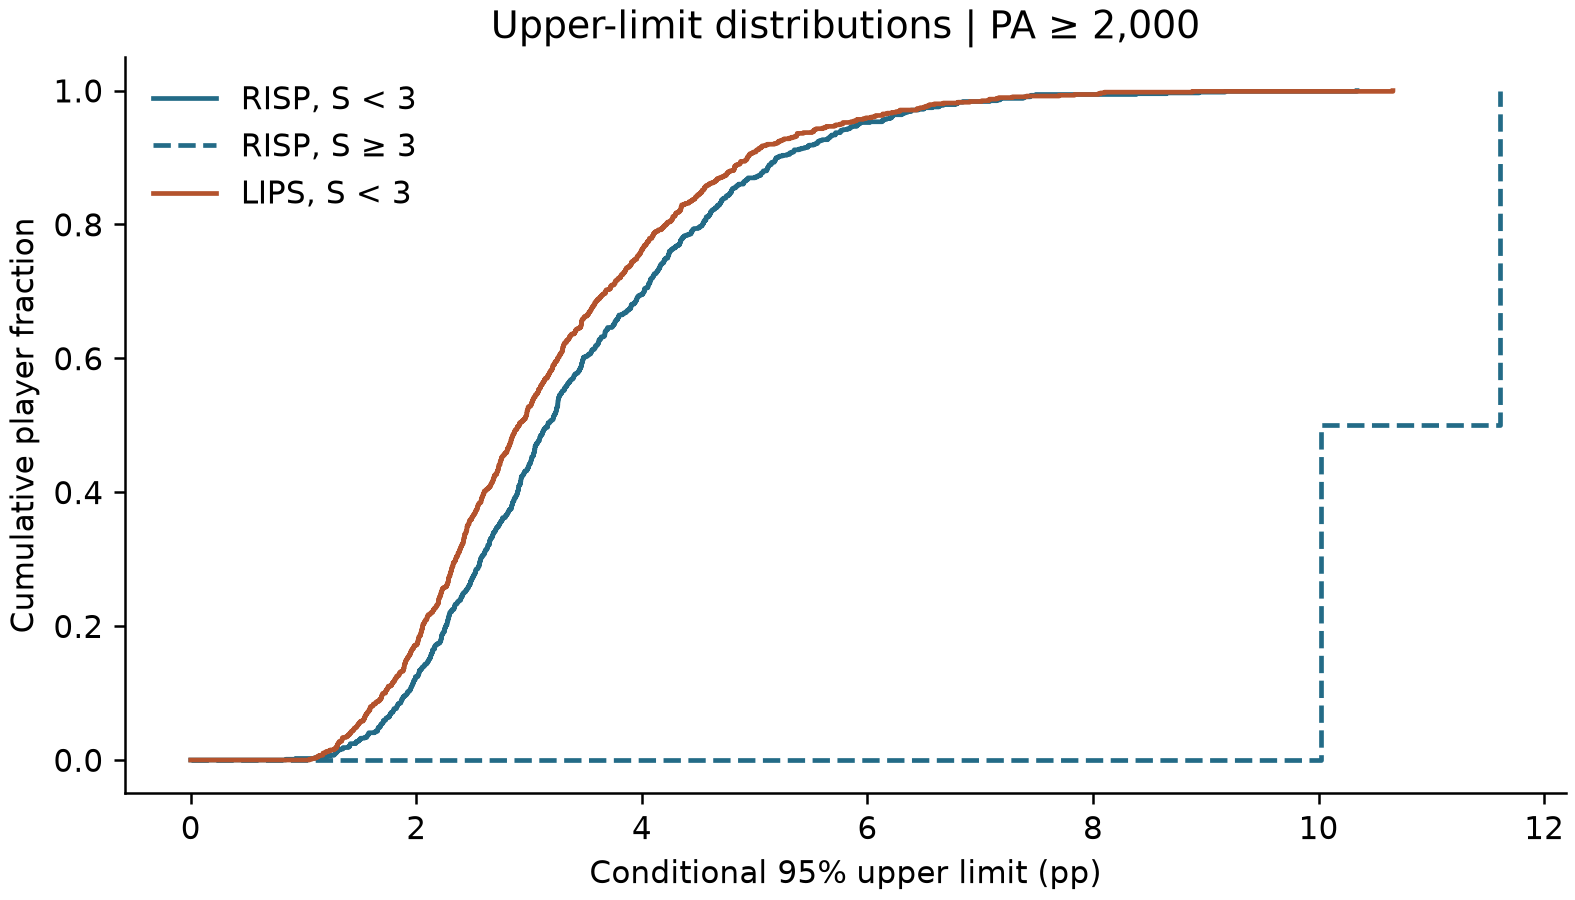 Upper-limit distributions | PA ≥ 2,000
RISP, S < 3
RISP, S ≥ 3
LIPS, S < 3
Cumulative player fraction
1.0
0.8
0.6
0.4
0.2
0.0
0 2 4 6 8 10 12
Conditional 95% upper limit (pp)